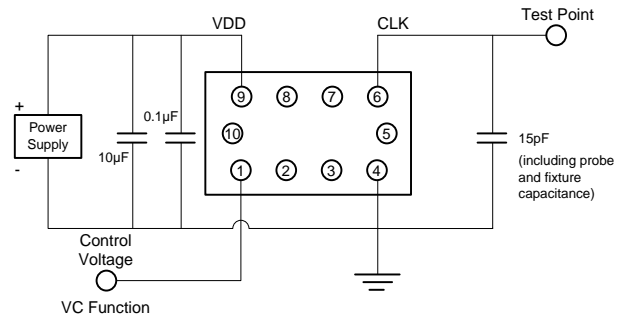 Test Point
VDD
CLK
+
Power
Supply
-
10µF
0.1µF
9
8
7
6
10
5
1
2
3
4
15pF
(including probe
and fixture
capacitance)
Control
Voltage
VC Function